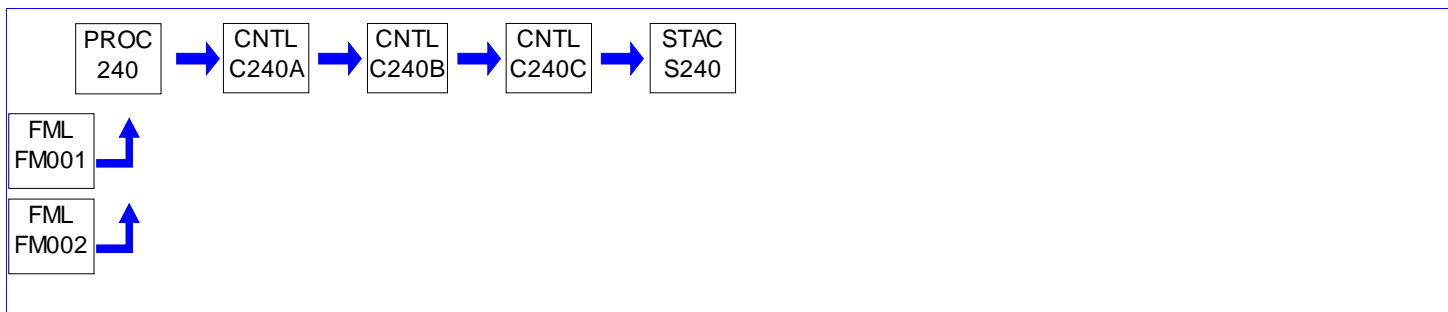 PROC
240
CNTL
C240A
CNTL
C240B
CNTL
C240C
STAC
S240
FML
FM001
FML
FM002